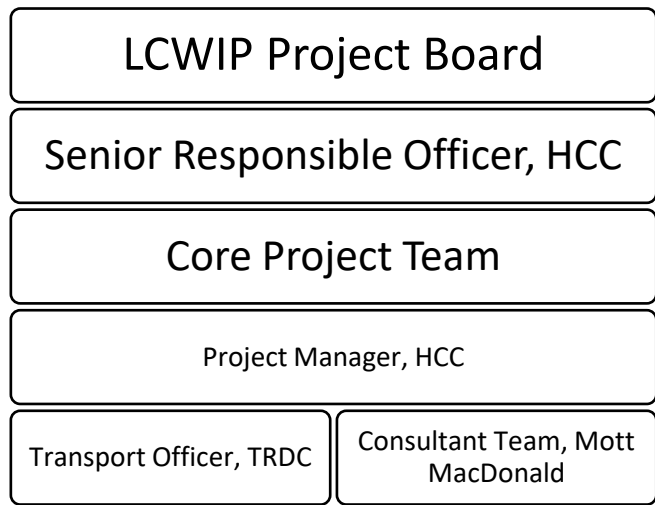 LCWIP Project Board
Senior Responsible Officer, HCC
Core Project Team
Project Manager, HCC
Transport Officer, TRDC
Consultant Team, Mott
MacDonald